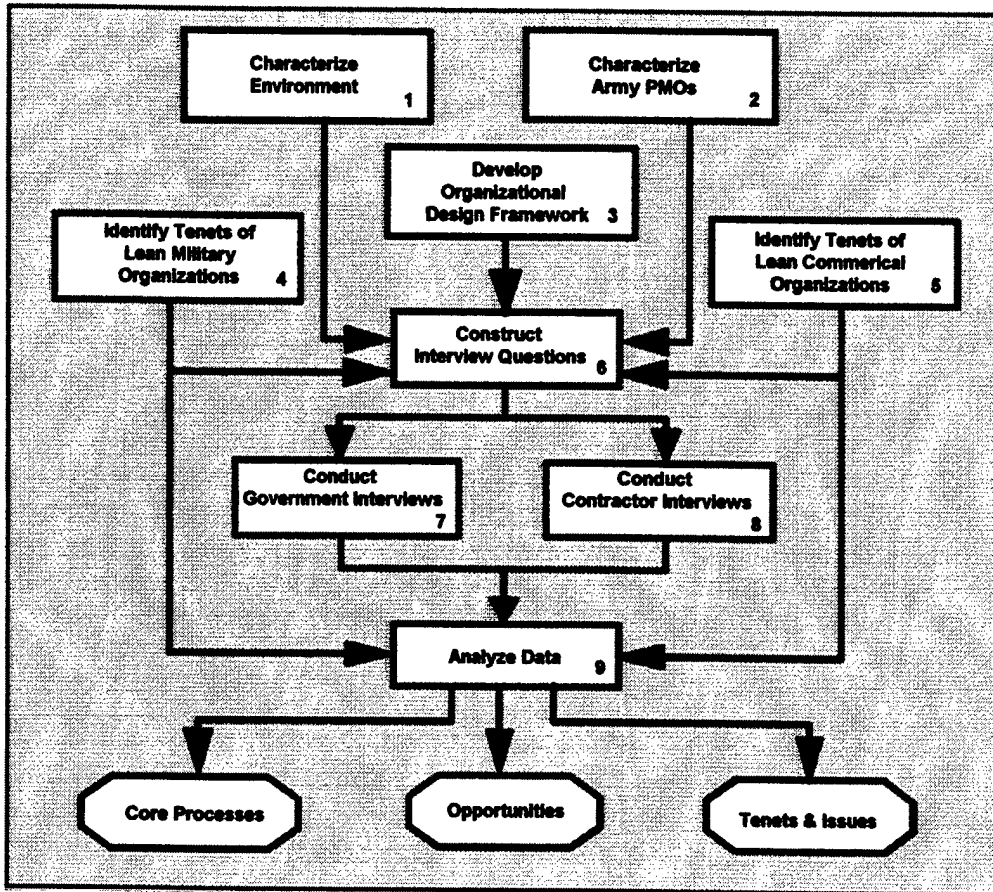 Characterize
Environment
1
Characterize
Army PMOs
2
Develop
Organizational
Design Framework 3
Identify Tenets of
Lean Military
Organizations 4
Identify Tenets of
Lean Commerical
Organizations 5
Construct
Interview Questions
6
Conduct
Government Interviews
7
Conduct
Contractor Interviews
8
Analyze Data 9
Core Processes
Opportunities
Tenets & Issues